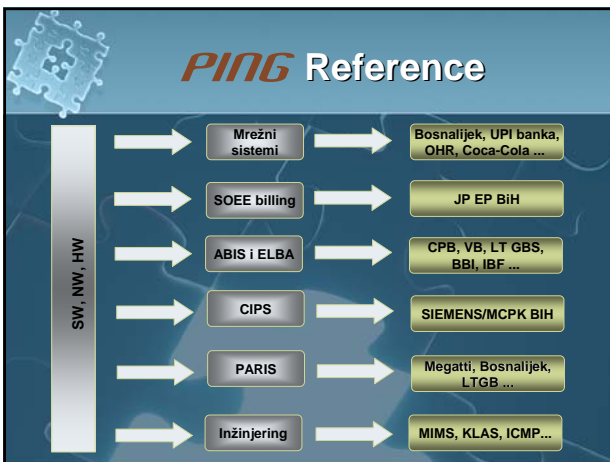 PING Reference
SW, NW, HW
Mrežni
sistemi
Bosnalijek, UPI banka,
OHR, Coca-Cola ...
SOEE billing
JP EP BiH
ABIS i ELBA
CPB, VB, LT GBS,
BBI, IBF ...
CIPS
SIEMENS/MCPK BIH
PARIS
Megatti, Bosnalijek,
LTGB ...
Inžinjering
MIMS, KLAS, ICMP...